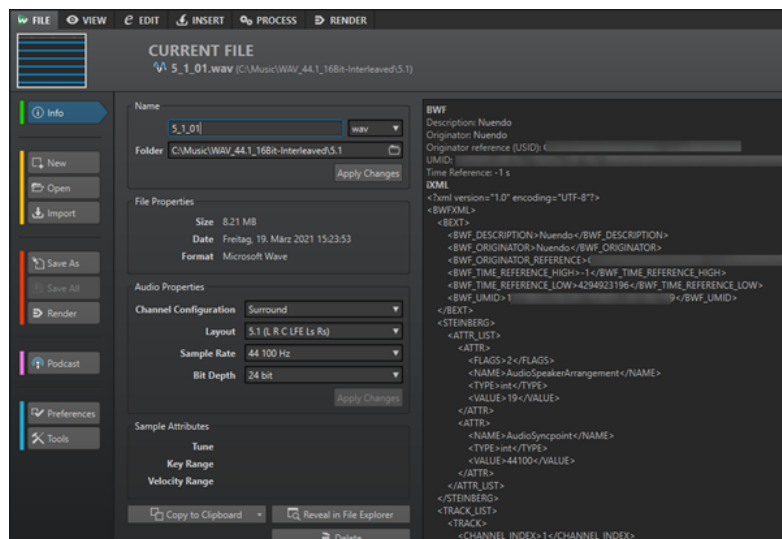 FILE VIEW EDIT INSERT PROCESS RENDER
CURRENT FILE
5_1_01.wav (C:\Music\WAV_44.1_16Bit-Interleaved\5.1)
Info
New
Open
Import
Save As
Save All
Render
Podcast
Preferences
Tools
Name
5_1_01 wav
Folder C:\Music\WAV_44.1_16Bit-Interleaved\5.1
Apply Changes
File Properties
Size 8.21 MB
Date Freitag, 19. März 2021 15:23:53
Format Microsoft Wave
Audio Properties
Channel Configuration Surround
Layout 5.1 (L R C LFE Ls Rs)
Sample Rate 44 100 Hz
Bit Depth 24 bit
Apply Changes
Sample Attributes
Tune
Key Range
Velocity Range
Copy to Clipboard Reveal in File Explorer
Delete
BWF
Description: Nuendo
Originator: Nuendo
Originator reference (USID):
UMID:
Time Reference: -1 s
iXML
<?xml version="1.0" encoding="UTF-8"?>
<BWFXML>
<BEXT>
<BWF_DESCRIPTION>Nuendo</BWF_DESCRIPTION>
<BWF_ORIGINATOR>Nuendo</BWF_ORIGINATOR>
<BWF_ORIGINATOR_REFERENCE>
<BWF_TIME_REFERENCE_HIGH>-1</BWF_TIME_REFERENCE_HIGH>
<BWF_TIME_REFERENCE_LOW>4294923196</BWF_TIME_REFERENCE_LOW>
<BWF_UMID>1 9</BWF_UMID>
</BEXT>
<STEINBERG>
<ATTR_LIST>
<ATTR>
<FLAGS>2</FLAGS>
<NAME>AudioSpeakerArrangement</NAME>
<TYPE>int</TYPE>
<VALUE>19</VALUE>
</ATTR>
<ATTR>
<NAME>AudioSyncpoint</NAME>
<TYPE>int</TYPE>
<VALUE>44100</VALUE>
</ATTR>
</ATTR_LIST>
</STEINBERG>
<TRACK_LIST>
<TRACK>
<CHANNEL_INDEX>1</CHANNEL_INDEX>